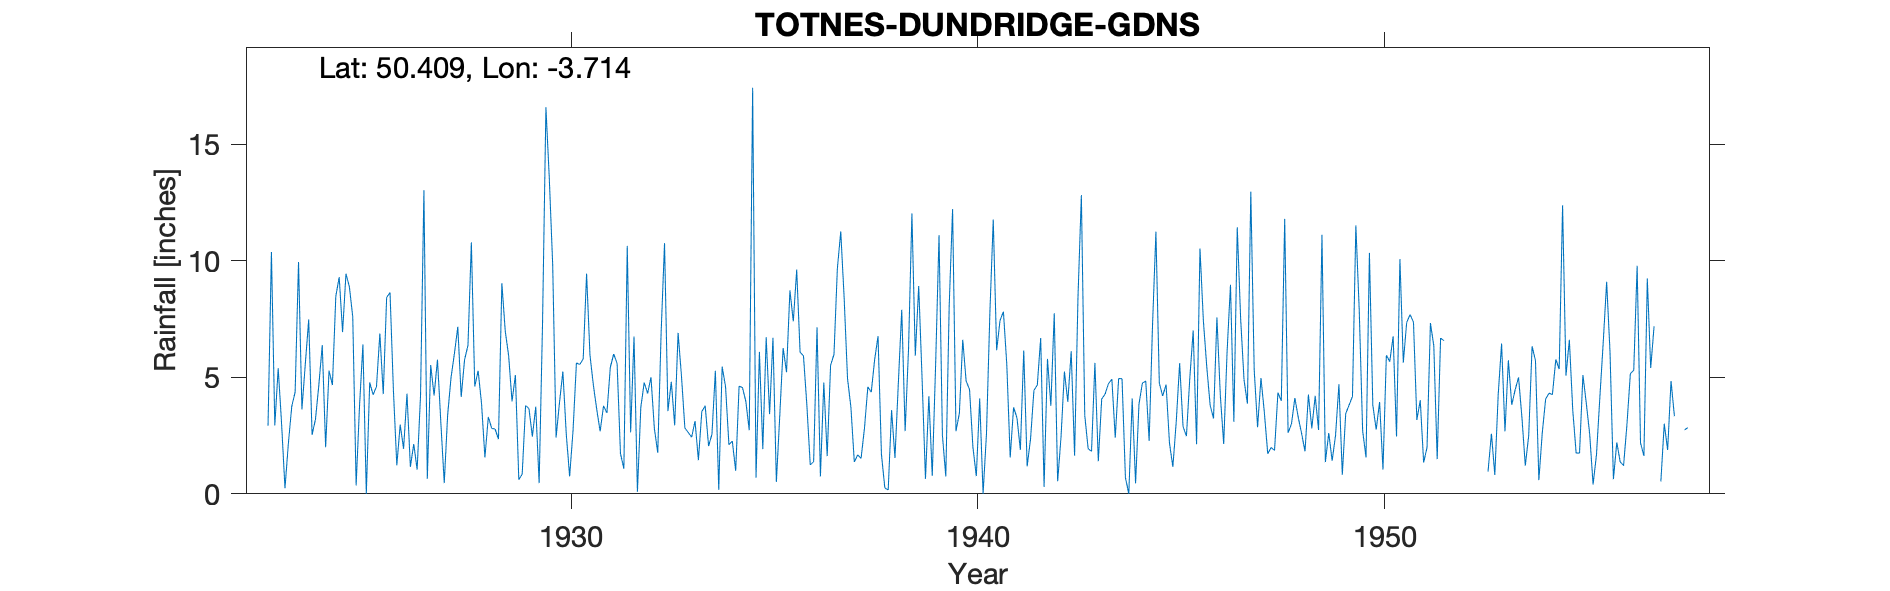 TOTNES-DUNDRIDGE-GDNS
Lat: 50.409, Lon: -3.714
15
10
5
0
Rainfall [inches]
1930 1940 1950
Year